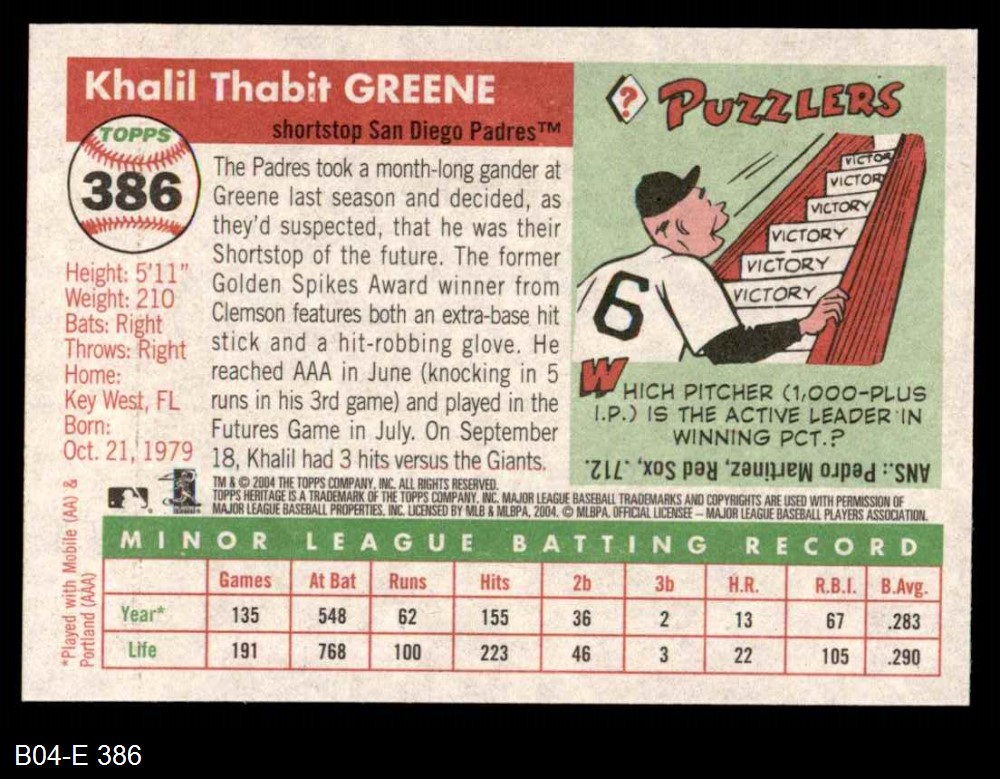 Khalil Thabit GREENE
shortstop San Diego Padres™
TOPPS
386
Height: 5'11"
Weight: 210
Bats: Right
Throws: Right
Home:
Key West, FL
Born:
Oct. 21, 1979
The Padres took a month-long gander at
Greene last season and decided, as
they'd suspected, that he was their
Shortstop of the future. The former
Golden Spikes Award winner from
Clemson features both an extra-base hit
stick and a hit-robbing glove. He
reached AAA in June (knocking in 5
runs in his 3rd game) and played in the
Futures Game in July. On September
18, Khalil had 3 hits versus the Giants.
? PUZZLERS
VICTOR
VICTOR
VICTORY
VICTORY
VICTORY
VICTORY
6
WHICH PITCHER (1,000-PLUS
I.P.) IS THE ACTIVE LEADER IN
WINNING PCT.?
ANS.: Pedro Martinez, Red Sox, .712.
TM & © 2004 THE TOPPS COMPANY, INC. ALL RIGHTS RESERVED.
TOPPS HERITAGE IS A TRADEMARK OF THE TOPPS COMPANY, INC. MAJOR LEAGUE BASEBALL TRADEMARKS AND COPYRIGHTS ARE USED WITH PERMISSION OF
MAJOR LEAGUE BASEBALL PROPERTIES, INC. LICENSED BY MLB & MLBPA, 2004. © MLBPA. OFFICIAL LICENSEE – MAJOR LEAGUE BASEBALL PLAYERS ASSOCIATION.
MINOR LEAGUE BATTING RECORD
Games At Bat Runs Hits 2b 3b H.R. R.B.I. B.Avg.
Year* 135 548 62 155 36 2 13 67 .283
Life 191 768 100 223 46 3 22 105 .290
*Played with Mobile (AA) &
Portland (AAA)
B04-E 386